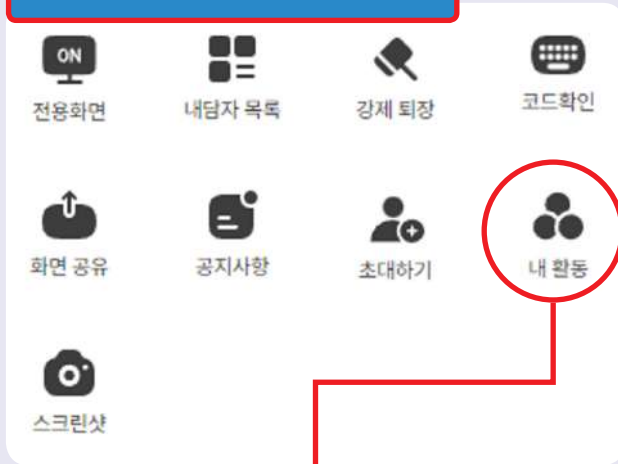 ON
전용화면
내담자 목록
강제 퇴장
코드확인
화면 공유
공지사항
초대하기
내 활동
스크린샷